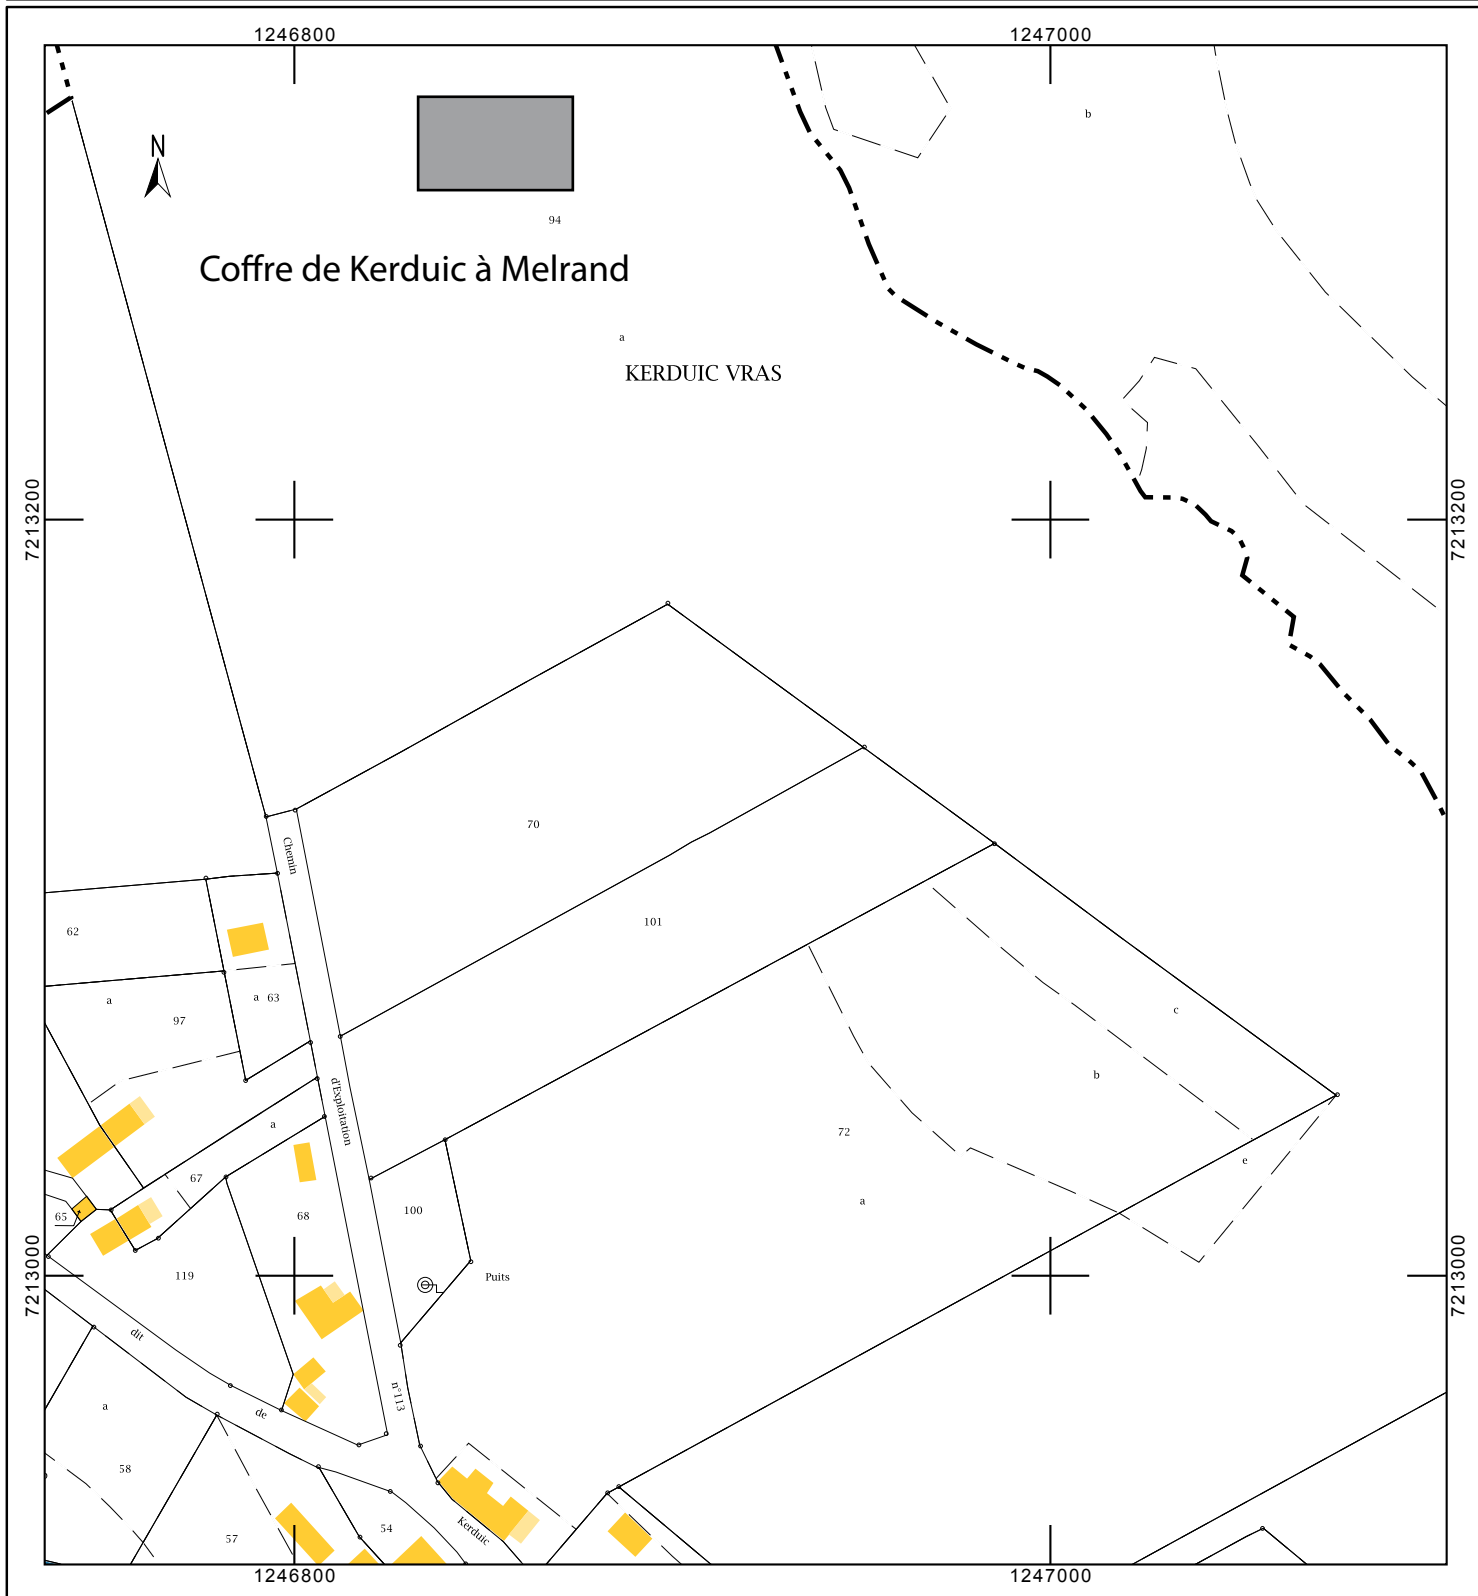 1246800
1247000
b
N
94
Coffre de Kerduic à Melrand
a
KERDUIC VRAS
7213200
7213200
70
Chemin
62
101
a
a 63
97
c
d'Exploitation
b
a
72
67
e
65
68
100
a
119
Puits
7213000
7213000
dit
n°113
a
de
58
54
Kerduic
57
1246800
1247000